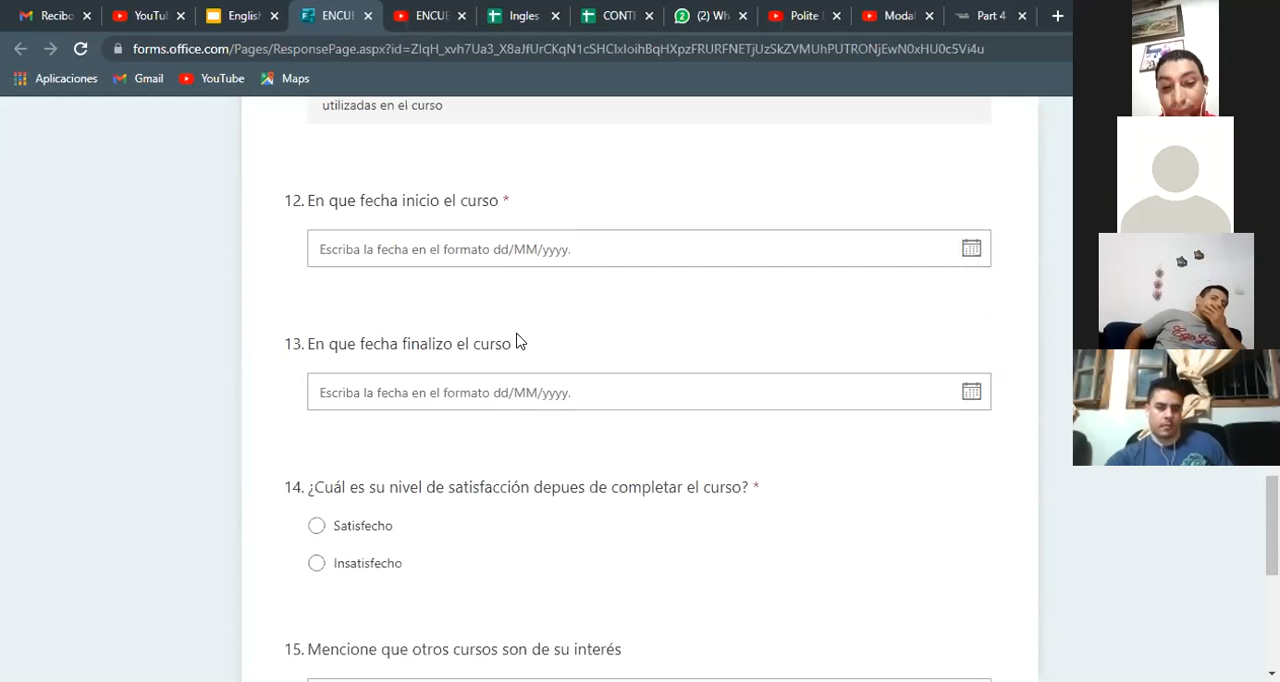 Recibo
YouTu
English
ENCUE
ENCUE
Ingles
CONTI
(2) Wh
Polite L
Modal
Part 4
forms.office.com/Pages/ResponsePage.aspx?id=ZIqH_xvh7Ua3_X8aJfUrCKqN1cSHCIxIoihBqHXpzFRURFNETjUzSkZVMUhPUTRONjEwN0xHU0c5Vi4u
Aplicaciones
Gmail
YouTube
Maps
utilizadas en el curso
12. En que fecha inicio el curso *
Escriba la fecha en el formato dd/MM/yyyy.
13. En que fecha finalizo el curso
Escriba la fecha en el formato dd/MM/yyyy.
14. ¿Cuál es su nivel de satisfacción depues de completar el curso? *
Satisfecho
Insatisfecho
15. Mencione que otros cursos son de su interés